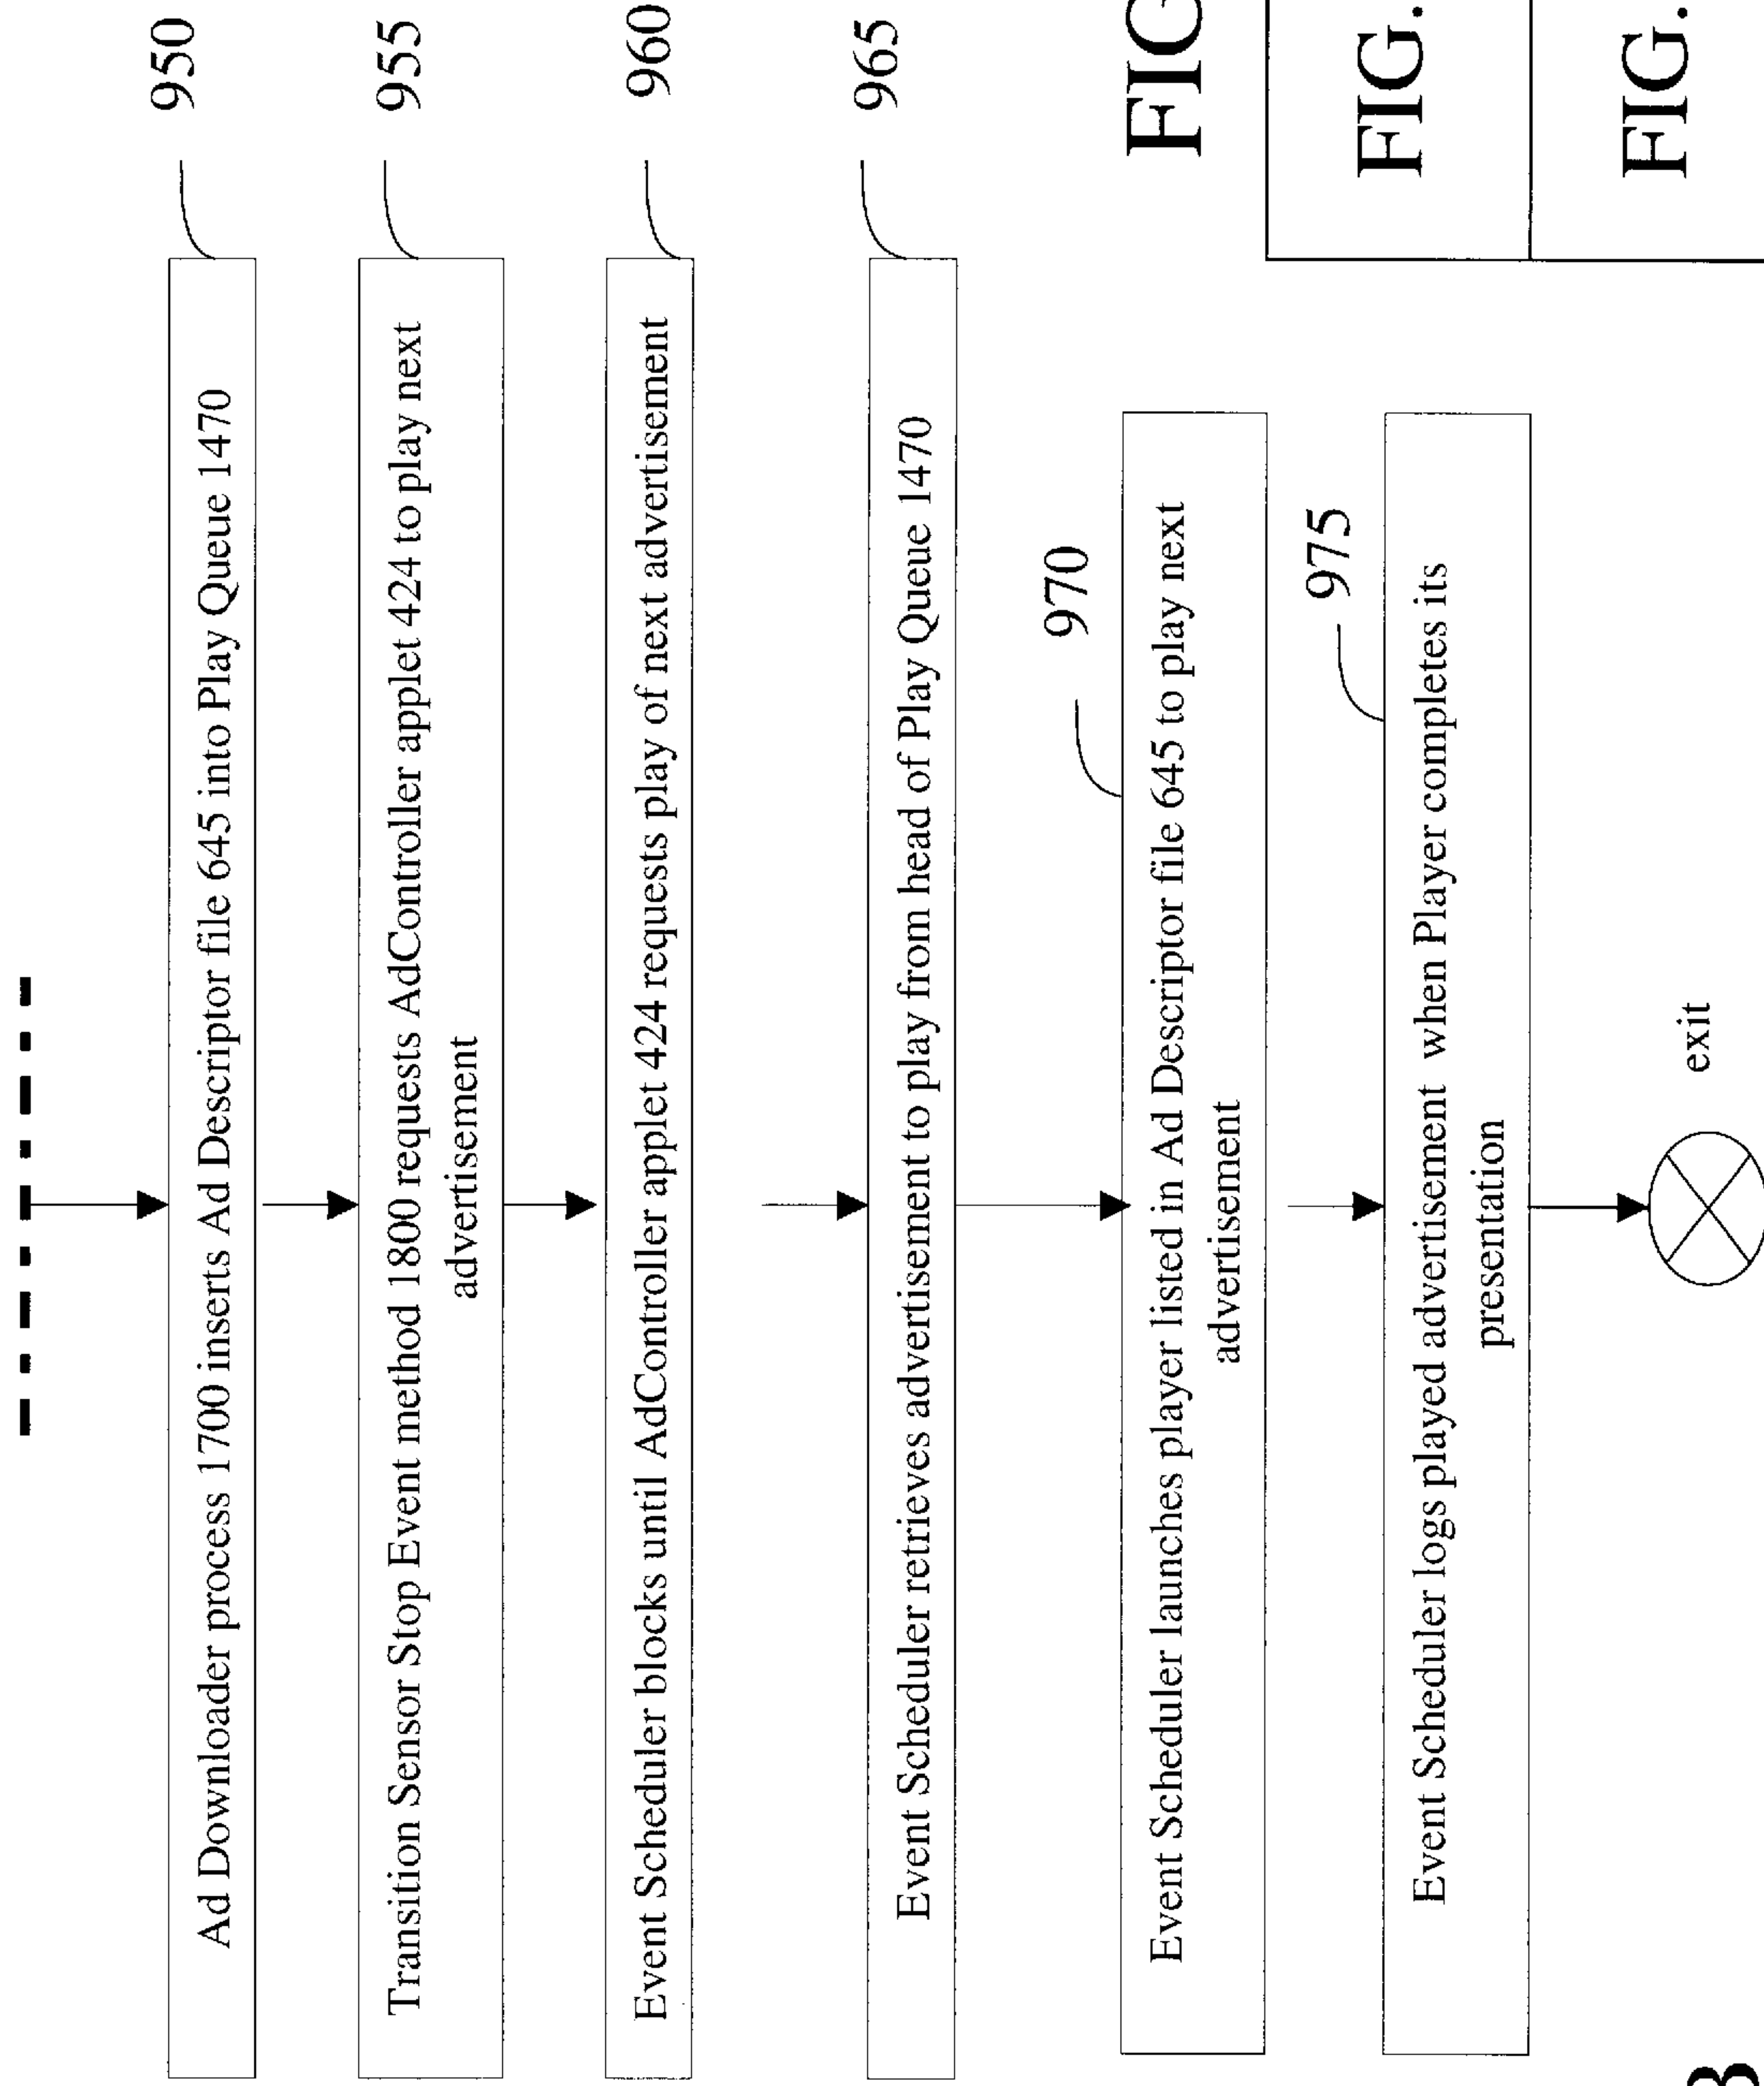 950
Ad Downloader process 1700 inserts Ad Descriptor file 645 into Play Queue 1470
955
Transition Sensor Stop Event method 1800 requests AdController applet 424 to play next
advertisement
960
Event Scheduler blocks until AdController applet 424 requests play of next advertisement
965
Event Scheduler retrieves advertisement to play from head of Play Queue 1470
970
Event Scheduler launches player listed in Ad Descriptor file 645 to play next
advertisement
975
Event Scheduler logs played advertisement when Player completes its
presentation
exit
FIG
FIG.
FIG.